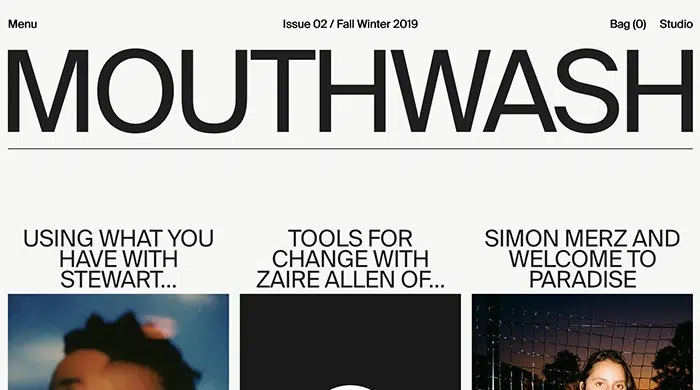 Menu
Issue 02 / Fall Winter 2019
Bag (0)
Studio
MOUTHWASH
USING WHAT YOU
HAVE WITH
STEWART...
TOOLS FOR
CHANGE WITH
ZAIRE ALLEN OF...
SIMON MERZ AND
WELCOME TO
PARADISE